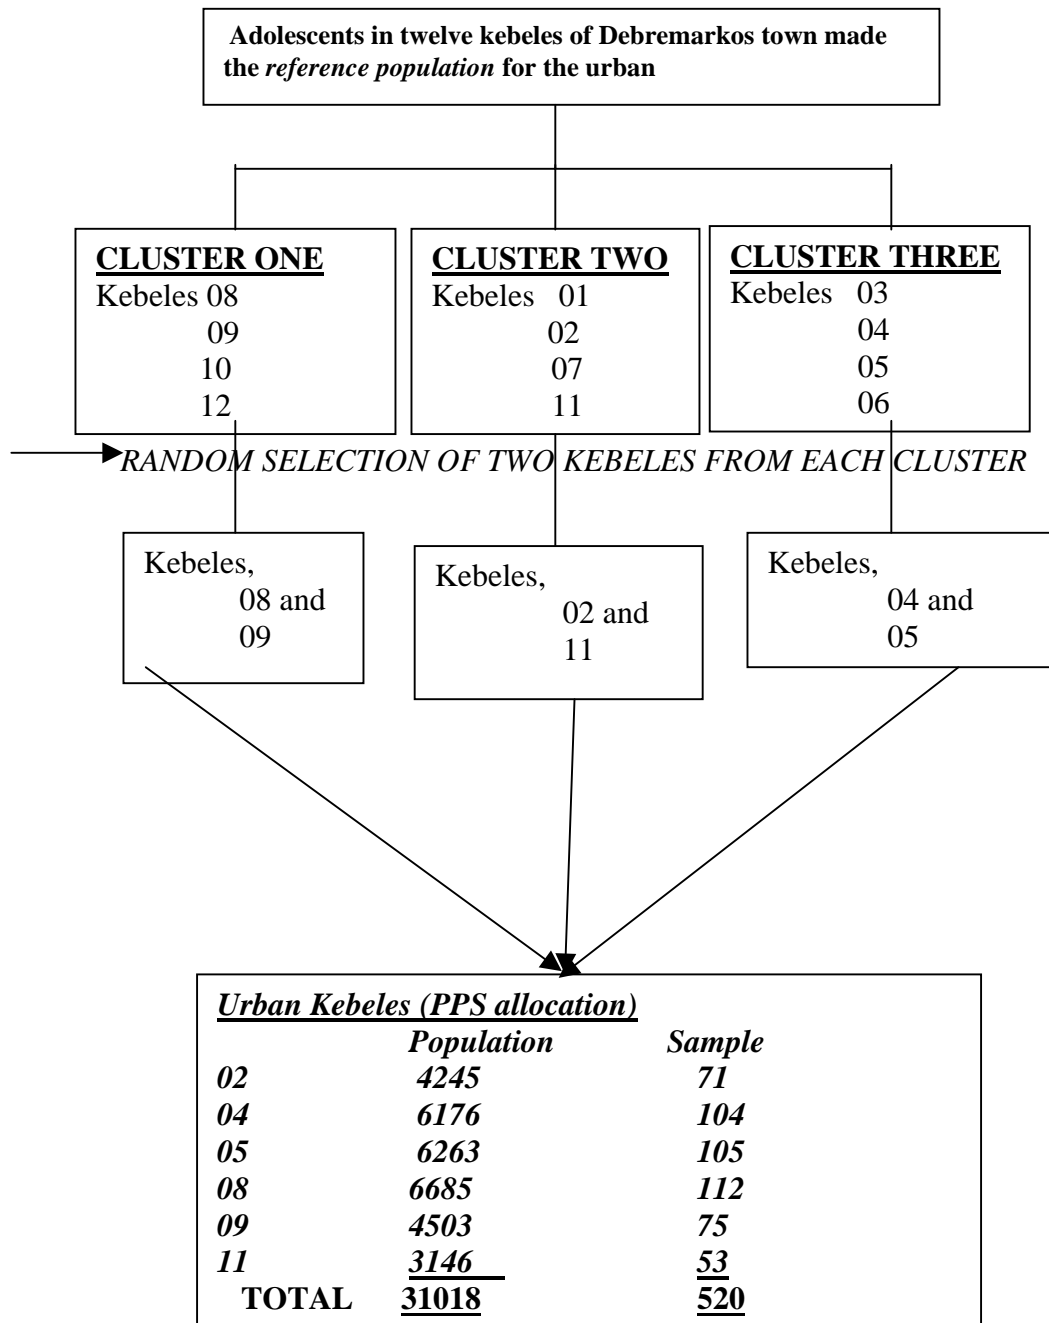 Adolescents in twelve kebeles of Debremarkos town made
the reference population for the urban
CLUSTER ONE
Kebeles 08
09
10
12
CLUSTER TWO
Kebeles 01
02
07
11
CLUSTER THREE
Kebeles 03
04
05
06
RANDOM SELECTION OF TWO KEBELES FROM EACH CLUSTER
Kebeles,
08 and
09
Kebeles,
02 and
11
Kebeles,
04 and
05
Urban Kebeles (PPS allocation)
Population Sample
02 4245 71
04 6176 104
05 6263 105
08 6685 112
09 4503 75
11 3146 53
TOTAL 31018 520